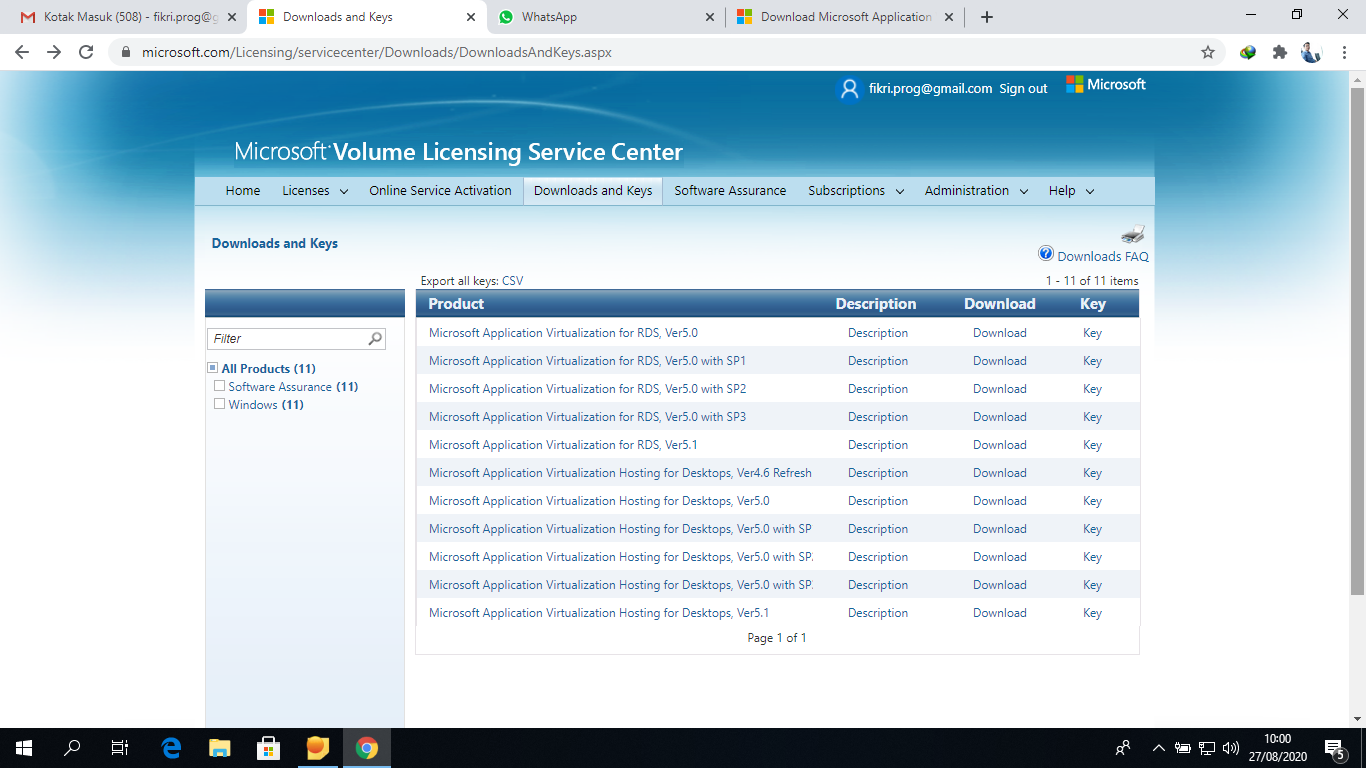 Kotak Masuk (508) - fikri.prog@g
Downloads and Keys
WhatsApp
Download Microsoft Application
microsoft.com/Licensing/servicecenter/Downloads/DownloadsAndKeys.aspx
fikri.prog@gmail.com Sign out Microsoft
Microsoft Volume Licensing Service Center
Home Licenses Online Service Activation Downloads and Keys Software Assurance Subscriptions Administration Help
Downloads and Keys
Downloads FAQ
Export all keys: CSV 1 - 11 of 11 items
Filter
All Products (11)
Software Assurance (11)
Windows (11)
Product Description Download Key
Microsoft Application Virtualization for RDS, Ver5.0 Description Download Key
Microsoft Application Virtualization for RDS, Ver5.0 with SP1 Description Download Key
Microsoft Application Virtualization for RDS, Ver5.0 with SP2 Description Download Key
Microsoft Application Virtualization for RDS, Ver5.0 with SP3 Description Download Key
Microsoft Application Virtualization for RDS, Ver5.1 Description Download Key
Microsoft Application Virtualization Hosting for Desktops, Ver4.6 Refresh Description Download Key
Microsoft Application Virtualization Hosting for Desktops, Ver5.0 Description Download Key
Microsoft Application Virtualization Hosting for Desktops, Ver5.0 with SP Description Download Key
Microsoft Application Virtualization Hosting for Desktops, Ver5.0 with SP Description Download Key
Microsoft Application Virtualization Hosting for Desktops, Ver5.0 with SP Description Download Key
Microsoft Application Virtualization Hosting for Desktops, Ver5.1 Description Download Key
Page 1 of 1
10:00
27/08/2020
5